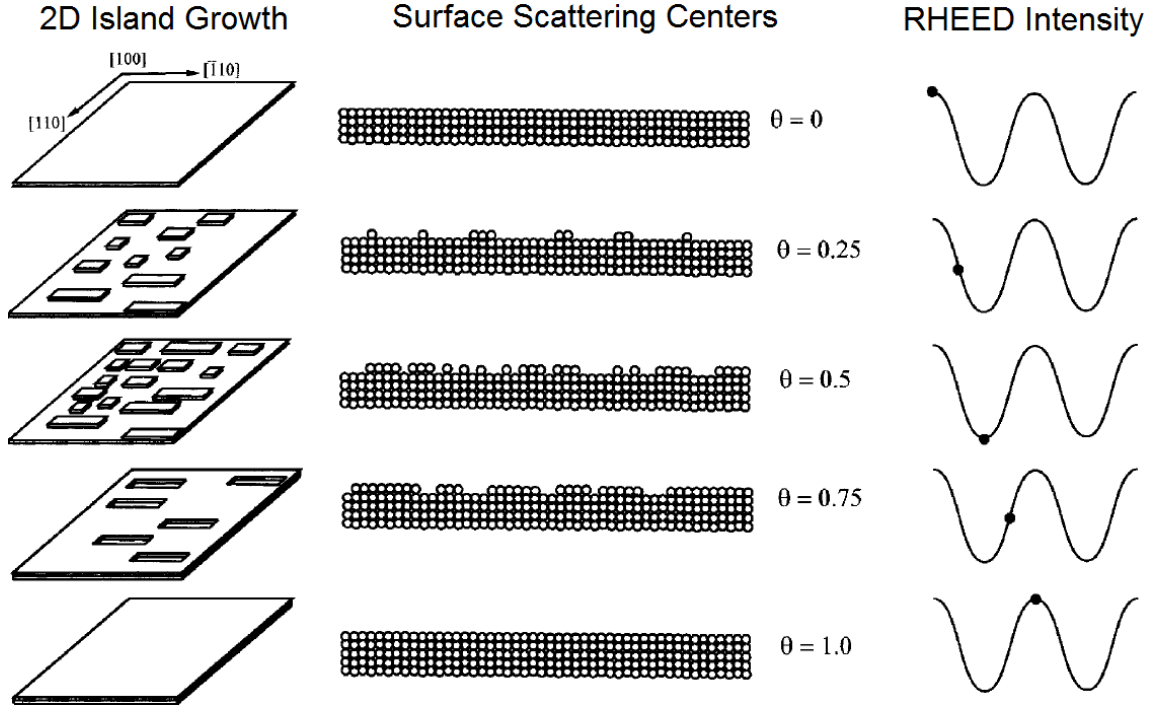 2D Island Growth
Surface Scattering Centers
RHEED Intensity
[100]
[1̄10]
[110]
θ = 0
θ = 0.25
θ = 0.5
θ = 0.75
θ = 1.0